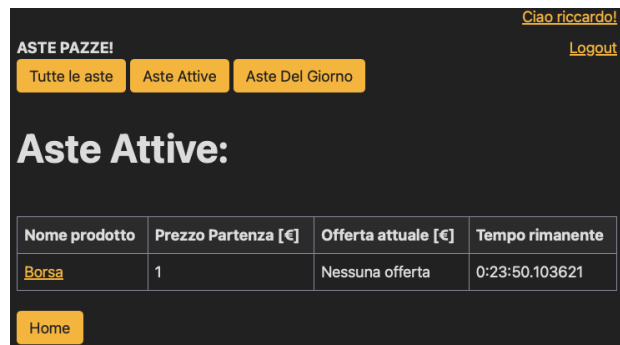 Ciao riccardo!
ASTE PAZZE! Logout
Tutte le aste Aste Attive Aste Del Giorno
Aste Attive:
Nome prodotto Prezzo Partenza [€] Offerta attuale [€] Tempo rimanente
Borsa 1 Nessuna offerta 0:23:50.103621
Home